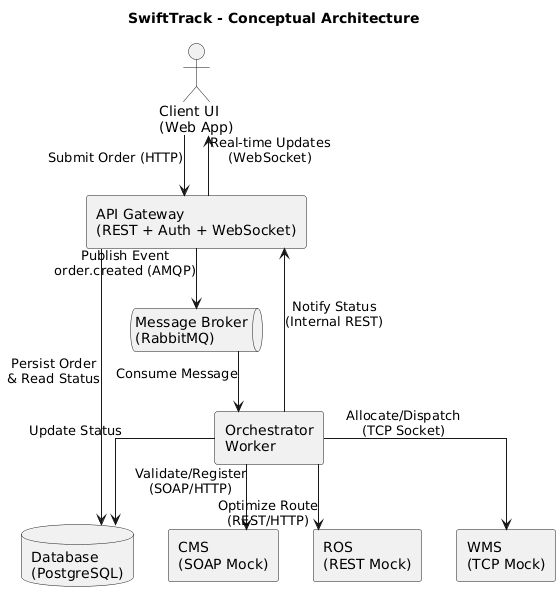 SwiftTrack - Conceptual Architecture
Client UI
(Web App)
Submit Order (HTTP)
Real-time Updates
(WebSocket)
API Gateway
(REST + Auth + WebSocket)
Publish Event
order.created (AMQP)
Message Broker
(RabbitMQ)
Notify Status
(Internal REST)
Persist Order
& Read Status
Consume Message
Orchestrator
Worker
Update Status
Allocate/Dispatch
(TCP Socket)
Validate/Register
(SOAP/HTTP)
Optimize Route
(REST/HTTP)
Database
(PostgreSQL)
CMS
(SOAP Mock)
ROS
(REST Mock)
WMS
(TCP Mock)